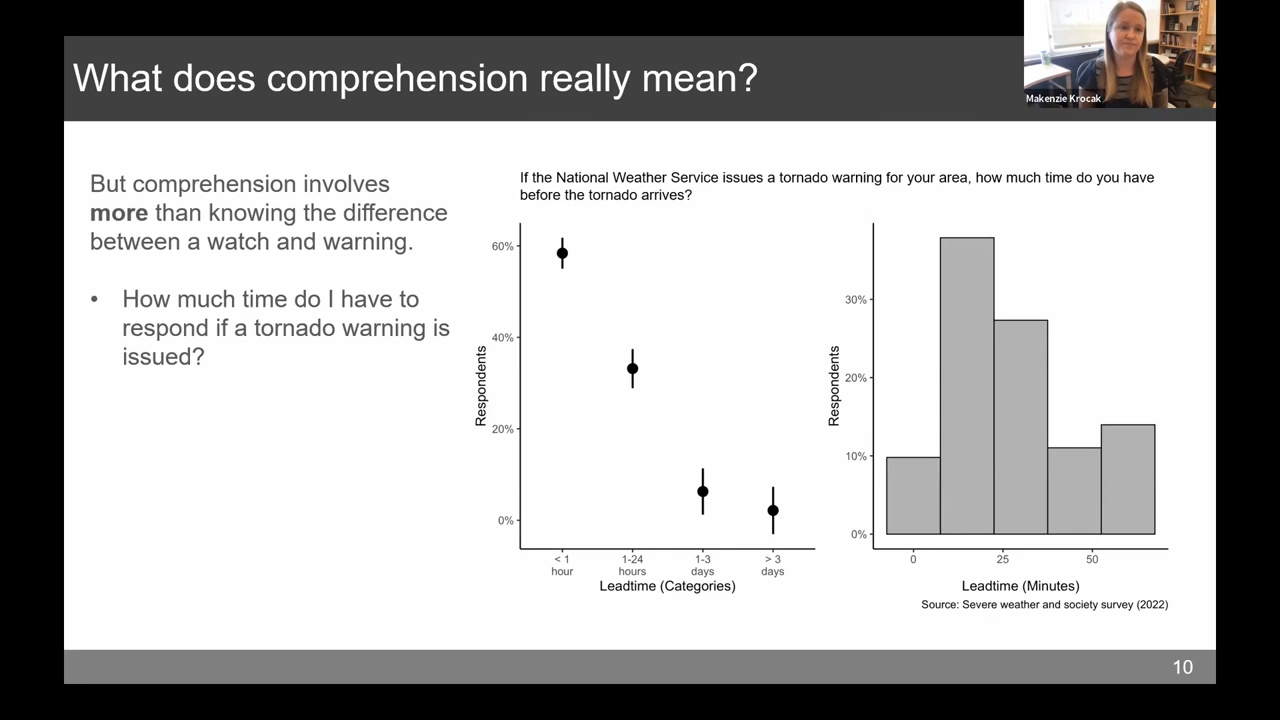 What does comprehension really mean?
Makenzie Krocak
But comprehension involves
more than knowing the difference
between a watch and warning.
• How much time do I have to
respond if a tornado warning is
issued?
If the National Weather Service issues a tornado warning for your area, how much time do you have
before the tornado arrives?
Respondents
60%
40%
20%
0%
< 1
hour
1-24
hours
1-3
days
> 3
days
Leadtime (Categories)
Respondents
30%
20%
10%
0%
0
25
50
Leadtime (Minutes)
Source: Severe weather and society survey (2022)
10